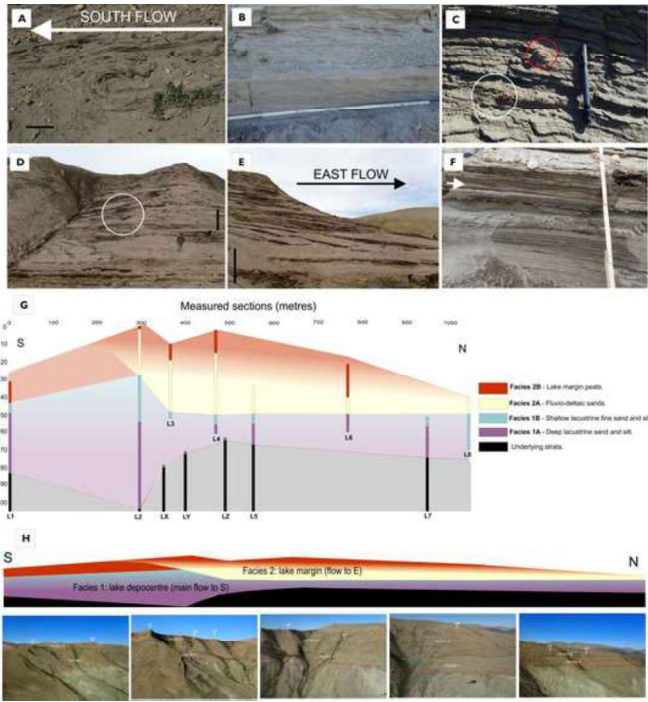 A
SOUTH FLOW
B
C
D
E
EAST FLOW
F
G
Measured sections (metres)
0 100 200 300 400 500 600 700 800 900 1000
S
N
0
10
20
30
40
50
60
70
80
90
L1
L2
LX
L3
LY
L4
LZ
L5
L6
L7
L8
Facies 2B - Lake margin peats.
Facies 2A - Fluvio-deltaic sands.
Facies 1B - Shallow lacustrine fine sand and sil
Facies 1A - Deep lacustrine sand and silt.
Underlying strata.
H
S
N
Facies 2: lake margin (flow to E)
Facies 1: lake depocentre (main flow to S)